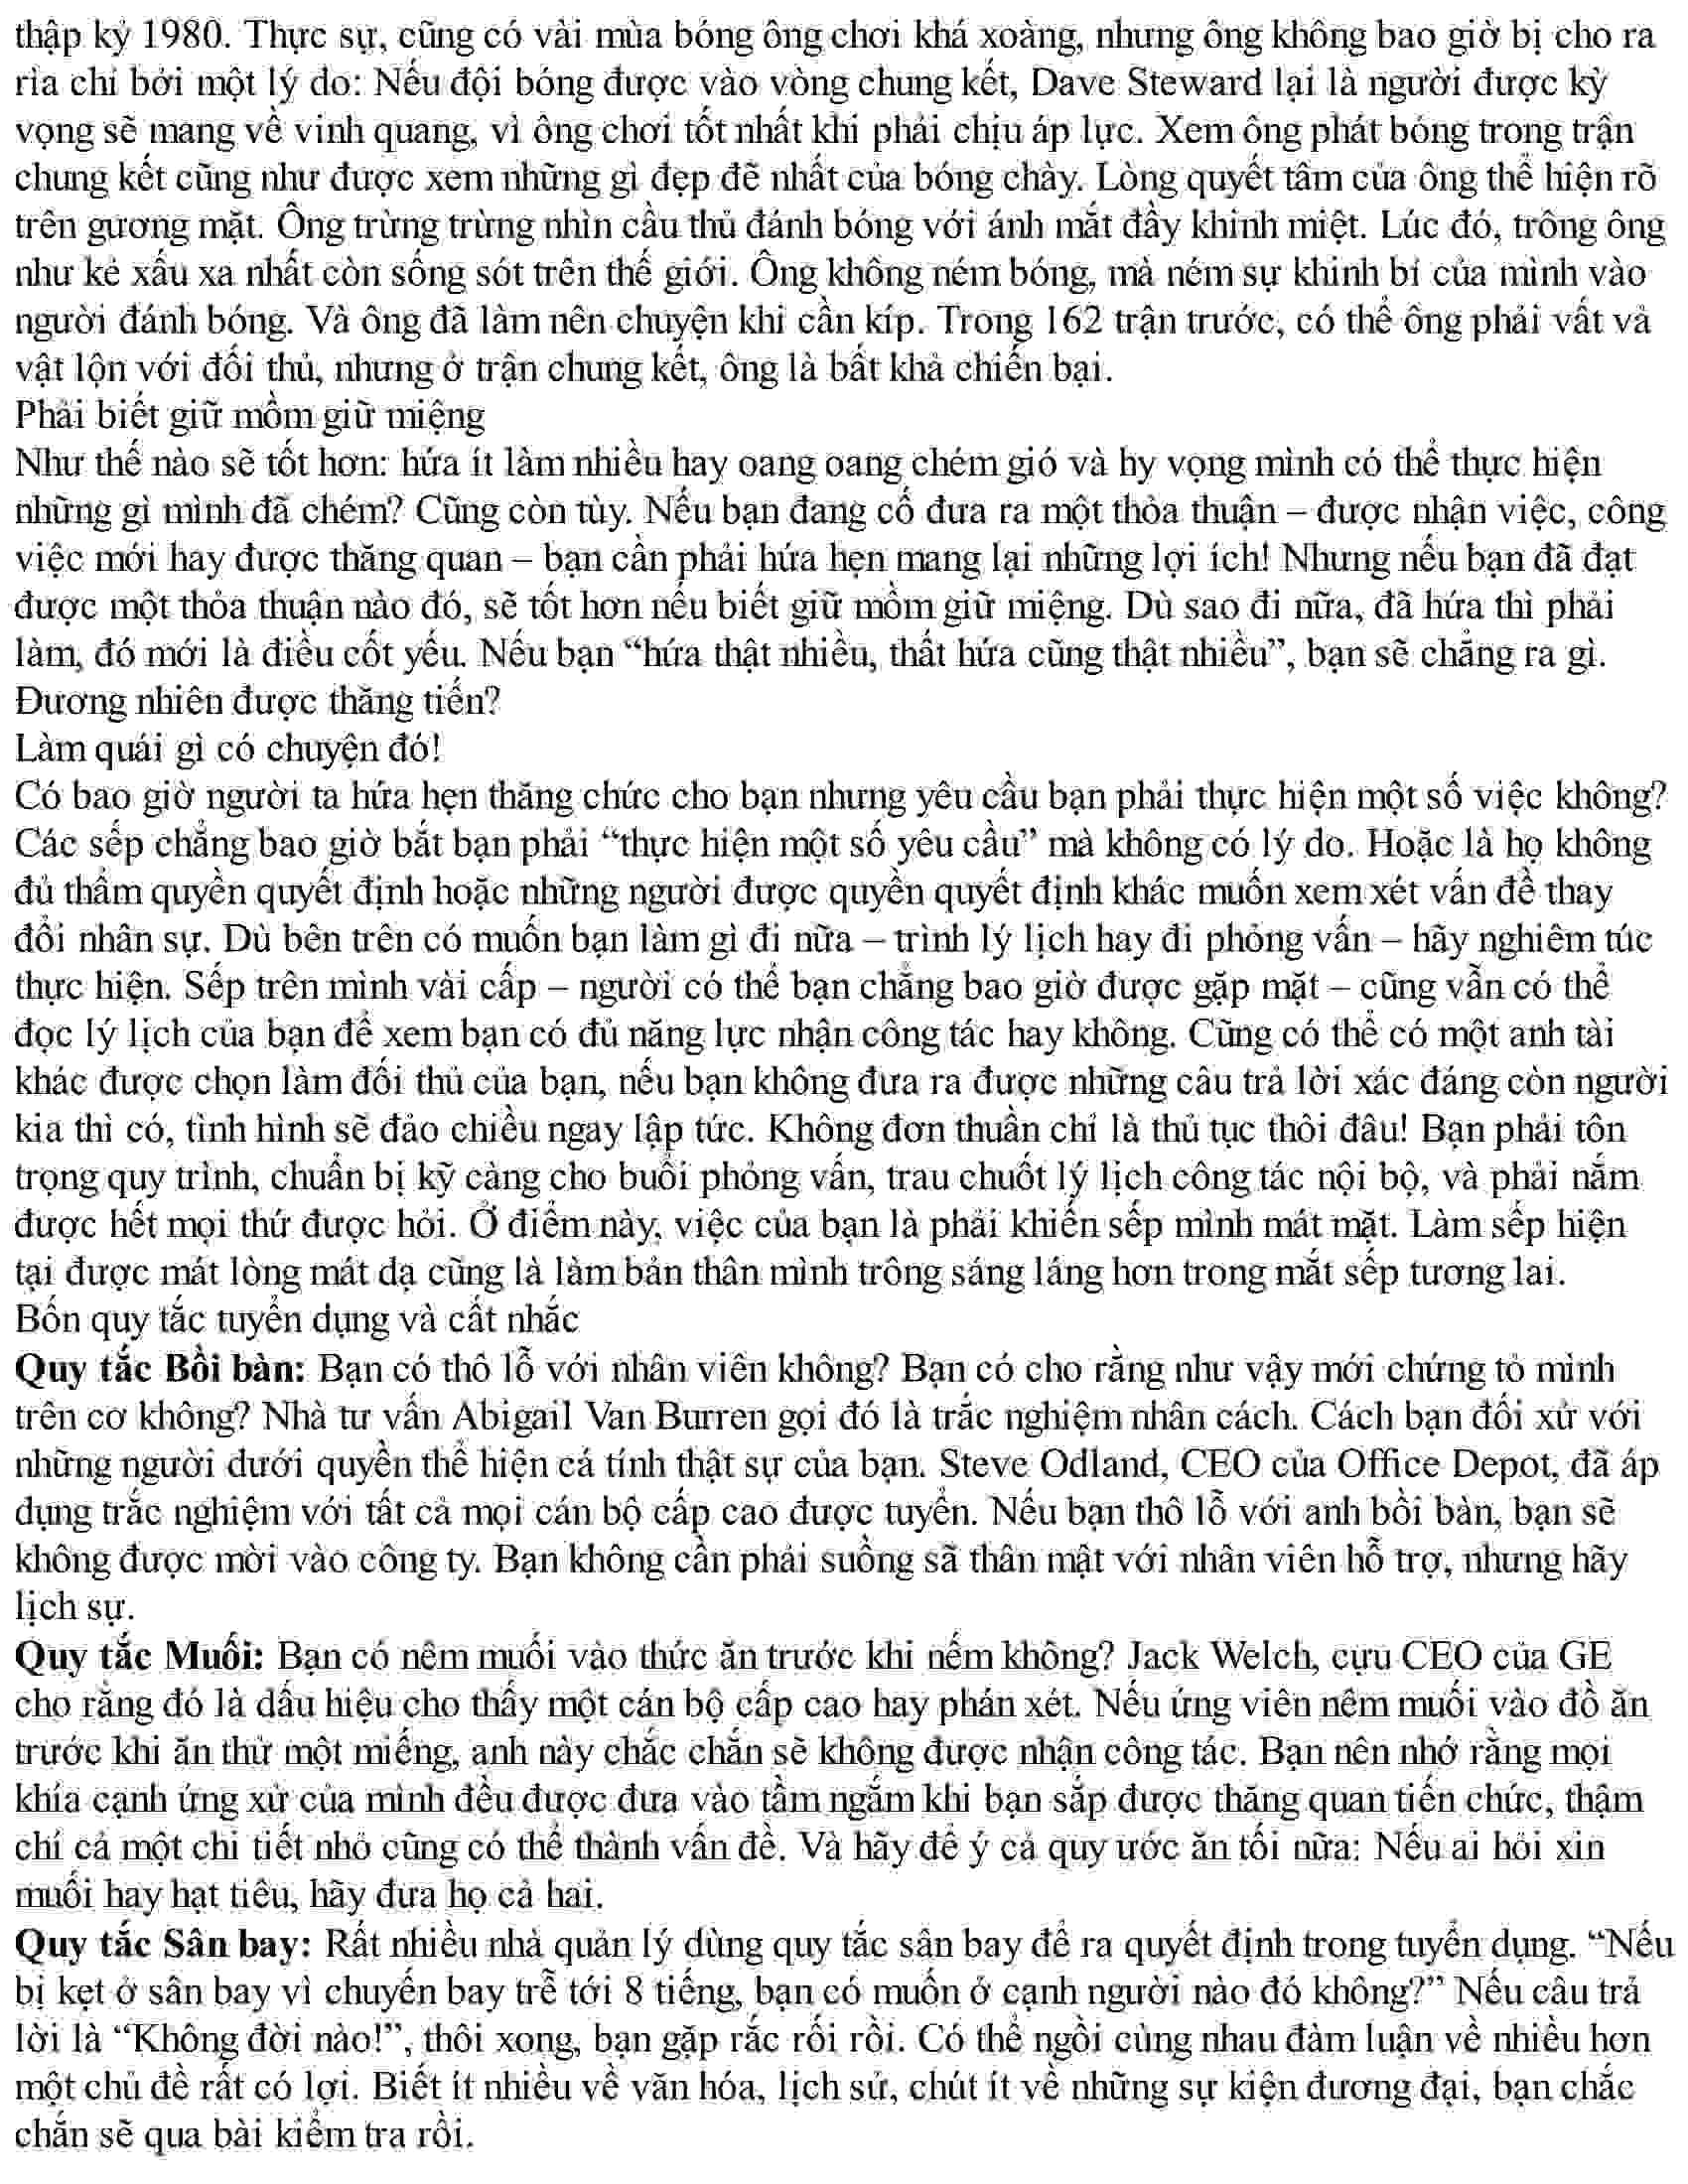 thập kỷ 1980. Thực sự, cũng có vài mùa bóng ông chơi khá xoàng, nhưng ông không bao giờ bị cho ra
rìa chỉ bởi một lý do: Nếu đội bóng được vào vòng chung kết, Dave Steward lại là người được kỳ
vọng sẽ mang về vinh quang, vì ông chơi tốt nhất khi phải chịu áp lực. Xem ông phát bóng trong trận
chung kết cũng như được xem những gì đẹp đẽ nhất của bóng chày. Lòng quyết tâm của ông thể hiện rõ
trên gương mặt. Ông trừng trừng nhìn cầu thủ đánh bóng với ánh mắt đầy khinh miệt. Lúc đó, trông ông
như kẻ xấu xa nhất còn sống sót trên thế giới. Ông không ném bóng, mà ném sự khinh bỉ của mình vào
người đánh bóng. Và ông đã làm nên chuyện khi cần kíp. Trong 162 trận trước, có thể ông phải vất vả
vật lộn với đối thủ, nhưng ở trận chung kết, ông là bất khả chiến bại.
Phải biết giữ mồm giữ miệng
Như thế nào sẽ tốt hơn: hứa ít làm nhiều hay oang oang chém gió và hy vọng mình có thể thực hiện
những gì mình đã chém? Cũng còn tùy. Nếu bạn đang cố đưa ra một thỏa thuận – được nhận việc, công
việc mới hay được thăng quan – bạn cần phải hứa hẹn mang lại những lợi ích! Nhưng nếu bạn đã đạt
được một thỏa thuận nào đó, sẽ tốt hơn nếu biết giữ mồm giữ miệng. Dù sao đi nữa, đã hứa thì phải
làm, đó mới là điều cốt yếu. Nếu bạn “hứa thật nhiều, thất hứa cũng thật nhiều”, bạn sẽ chẳng ra gì.
Đương nhiên được thăng tiến?
Làm quái gì có chuyện đó!
Có bao giờ người ta hứa hẹn thăng chức cho bạn nhưng yêu cầu bạn phải thực hiện một số việc không?
Các sếp chẳng bao giờ bắt bạn phải “thực hiện một số yêu cầu” mà không có lý do. Hoặc là họ không
đủ thẩm quyền quyết định hoặc những người được quyền quyết định khác muốn xem xét vấn đề thay
đổi nhân sự. Dù bên trên có muốn bạn làm gì đi nữa – trình lý lịch hay đi phỏng vấn – hãy nghiêm túc
thực hiện. Sếp trên mình vài cấp – người có thể bạn chẳng bao giờ được gặp mặt – cũng vẫn có thể
đọc lý lịch của bạn để xem bạn có đủ năng lực nhận công tác hay không. Cũng có thể có một anh tài
khác được chọn làm đối thủ của bạn, nếu bạn không đưa ra được những câu trả lời xác đáng còn người
kia thì có, tình hình sẽ đảo chiều ngay lập tức. Không đơn thuần chỉ là thủ tục thôi đâu! Bạn phải tôn
trọng quy trình, chuẩn bị kỹ càng cho buổi phỏng vấn, trau chuốt lý lịch công tác nội bộ, và phải nắm
được hết mọi thứ được hỏi. Ở điểm này, việc của bạn là phải khiến sếp mình mát mặt. Làm sếp hiện
tại được mát lòng mát dạ cũng là làm bản thân mình trông sáng láng hơn trong mắt sếp tương lai.
Bốn quy tắc tuyển dụng và cất nhắc
Quy tắc Bồi bàn: Bạn có thô lỗ với nhân viên không? Bạn có cho rằng như vậy mới chứng tỏ mình
trên cơ không? Nhà tư vấn Abigail Van Burren gọi đó là trắc nghiệm nhân cách. Cách bạn đối xử với
những người dưới quyền thể hiện cá tính thật sự của bạn. Steve Odland, CEO của Office Depot, đã áp
dụng trắc nghiệm với tất cả mọi cán bộ cấp cao được tuyển. Nếu bạn thô lỗ với anh bồi bàn, bạn sẽ
không được mời vào công ty. Bạn không cần phải suồng sã thân mật với nhân viên hỗ trợ, nhưng hãy
lịch sự.
Quy tắc Muối: Bạn có nêm muối vào thức ăn trước khi nếm không? Jack Welch, cựu CEO của GE
cho rằng đó là dấu hiệu cho thấy một cán bộ cấp cao hay phán xét. Nếu ứng viên nêm muối vào đồ ăn
trước khi ăn thử một miếng, anh này chắc chắn sẽ không được nhận công tác. Bạn nên nhớ rằng mọi
khía cạnh ứng xử của mình đều được đưa vào tầm ngắm khi bạn sắp được thăng quan tiến chức, thậm
chí cả một chi tiết nhỏ cũng có thể thành vấn đề. Và hãy để ý cả quy ước ăn tối nữa: Nếu ai hỏi xin
muối hay hạt tiêu, hãy đưa họ cả hai.
Quy tắc Sân bay: Rất nhiều nhà quản lý dùng quy tắc sân bay để ra quyết định trong tuyển dụng. “Nếu
bị kẹt ở sân bay vì chuyến bay trễ tới 8 tiếng, bạn có muốn ở cạnh người nào đó không?” Nếu câu trả
lời là “Không đời nào!”, thôi xong, bạn gặp rắc rối rồi. Có thể ngồi cùng nhau đàm luận về nhiều hơn
một chủ đề rất có lợi. Biết ít nhiều về văn hóa, lịch sử, chút ít về những sự kiện đương đại, bạn chắc
chắn sẽ qua bài kiểm tra rồi.